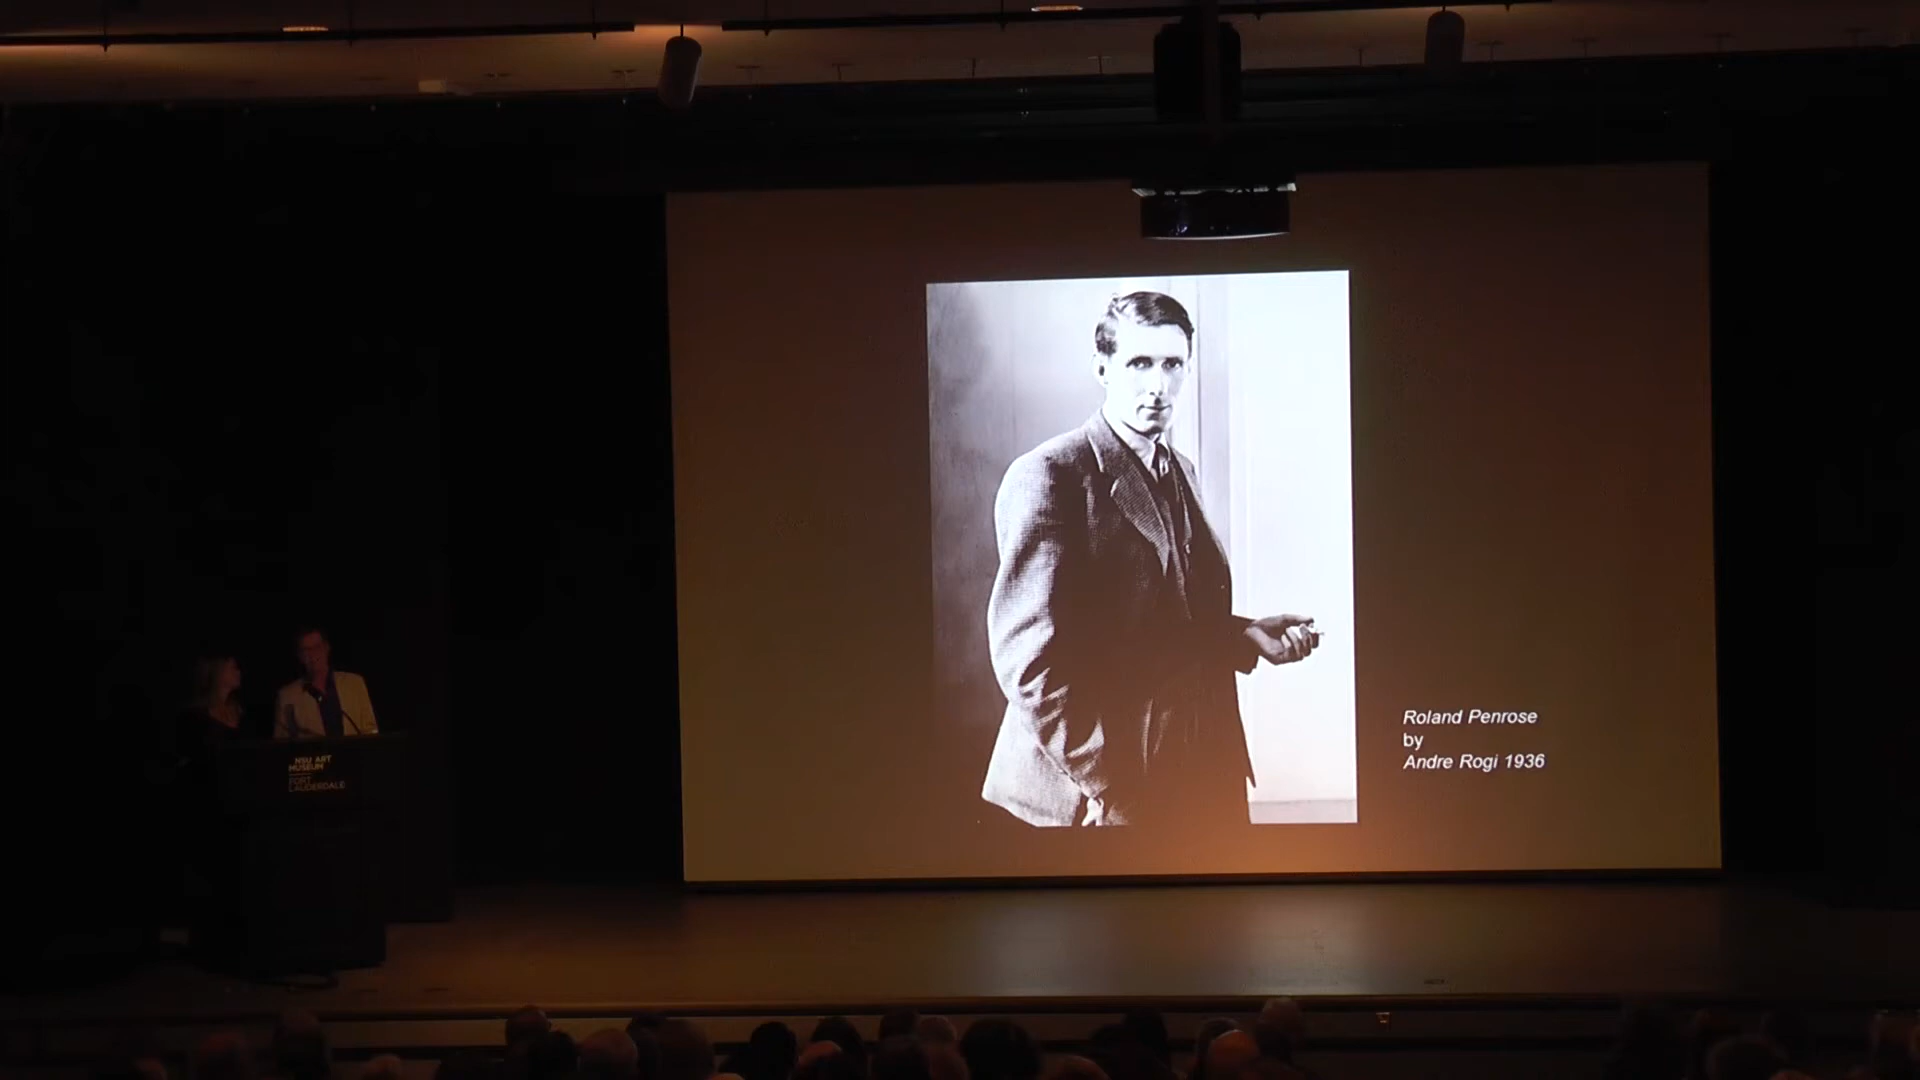 NSU ART
MUSEUM
FORT
LAUDERDALE
Roland Penrose
by
Andre Rogi 1936